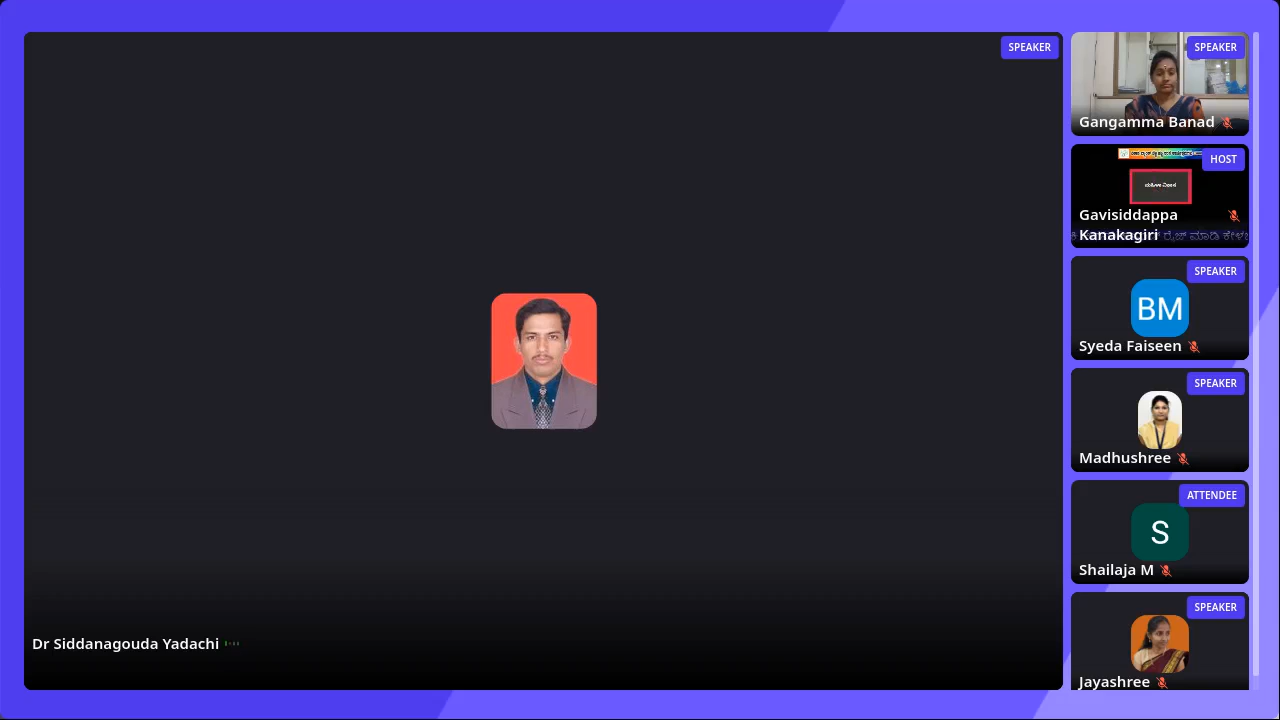 SPEAKER
Dr Siddanagouda Yadachi
SPEAKER
Gangamma Banad
HOST
Gavisiddappa
Kanakagiri
ರೈಜ್ ಮಾಡಿ ಕೇಳಬ
SPEAKER
BM
Syeda Faiseen
SPEAKER
Madhushree
ATTENDEE
S
Shailaja M
SPEAKER
Jayashree